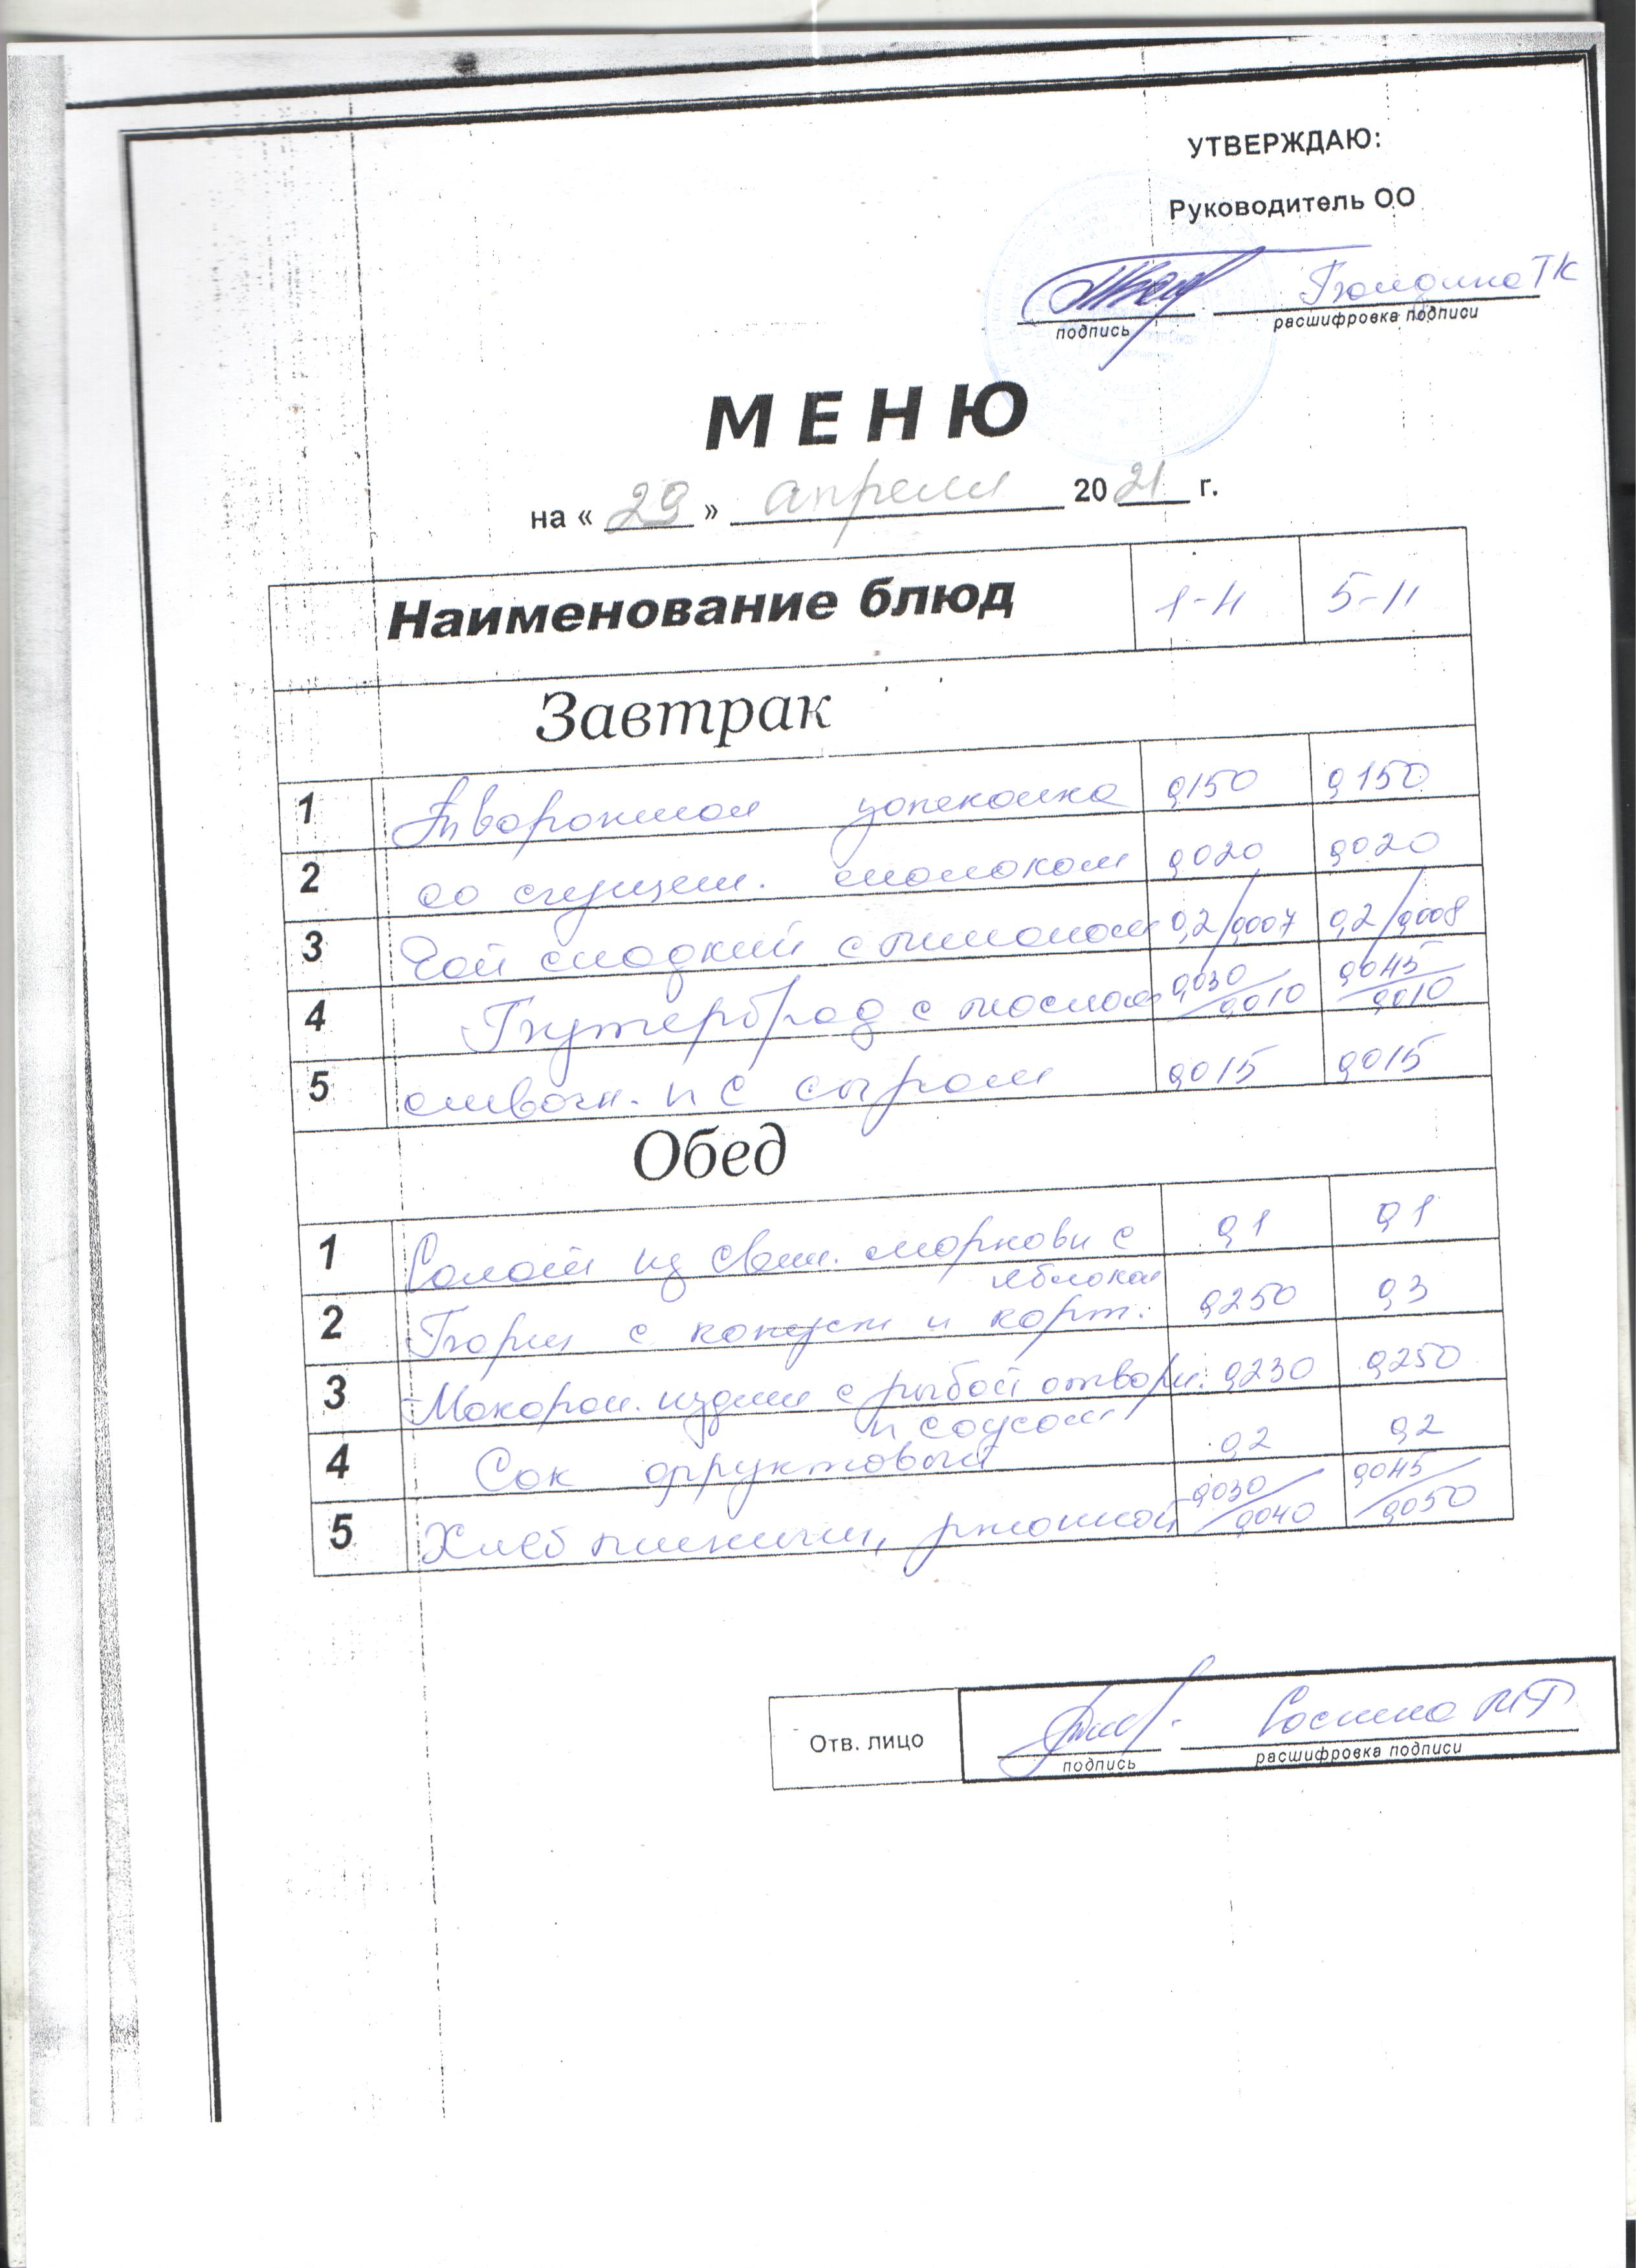 УТВЕРЖДАЮ:
Руководитель ОО
ТК
подпись расшифровка подписи
МЕНЮ
на « 29 » апреля 2021 г.
Наименование блюд 1-4 5-11
Завтрак
1 Творожная запеканка 0,150 0,150
2 со сгущен. молоком 0,020 0,020
3 Чай сладкий с лимоном 0,2/0,007 0,2/0,008
4 Бутерброд с маслом 0,030/0,010 0,045/0,010
5 сливочн. и с сыром 0,015 0,015
Обед
1 Салат из свеж. моркови с 0,1 0,1
яблокам
2 Борщ с капуст и карт. 0,250 0,3
3 Макарон. издели с рыбой отварн. 0,230 0,250
и соусом
4 Сок фруктовый 0,2 0,2
5 Хлеб пшеничн, ржаной 0,030/0,040 0,045/0,050
Отв. лицо
подпись расшифровка подписи